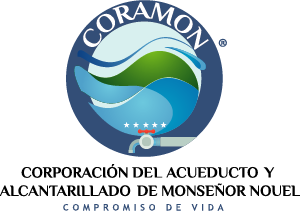 CORAMON
®
CORPORACIÓN DEL ACUEDUCTO Y
ALCANTARILLADO DE MONSEÑOR NOUEL
COMPROMISO DE VIDA